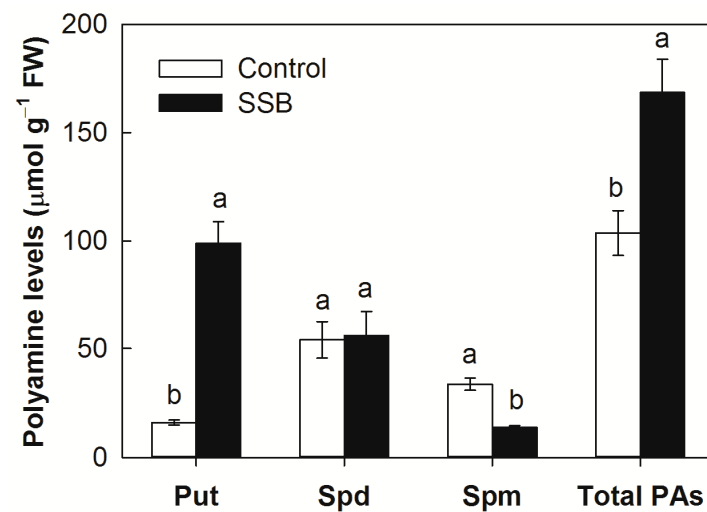 Polyamine levels (μmol g⁻¹ FW)
200
150
100
50
0
Control
SSB
b
a
a
a
a
b
b
a
Put
Spd
Spm
Total PAs